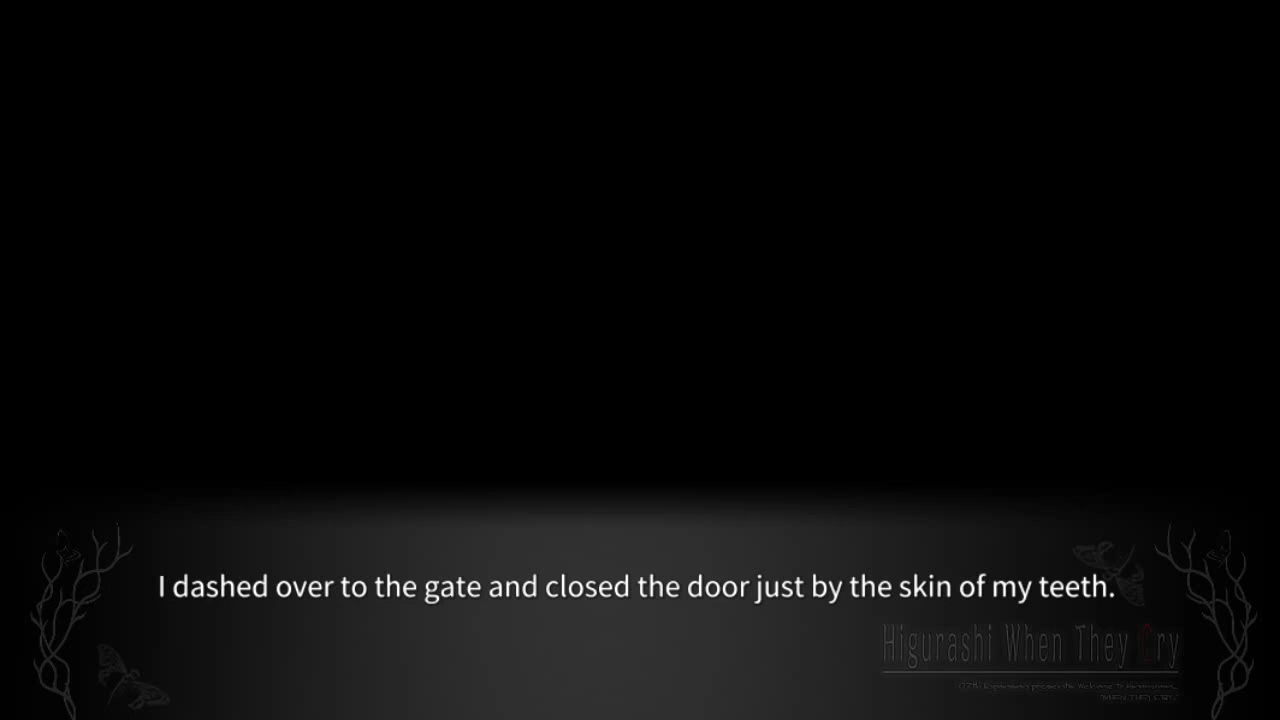 I dashed over to the gate and closed the door just by the skin of my teeth.
Higurashi When They Cry